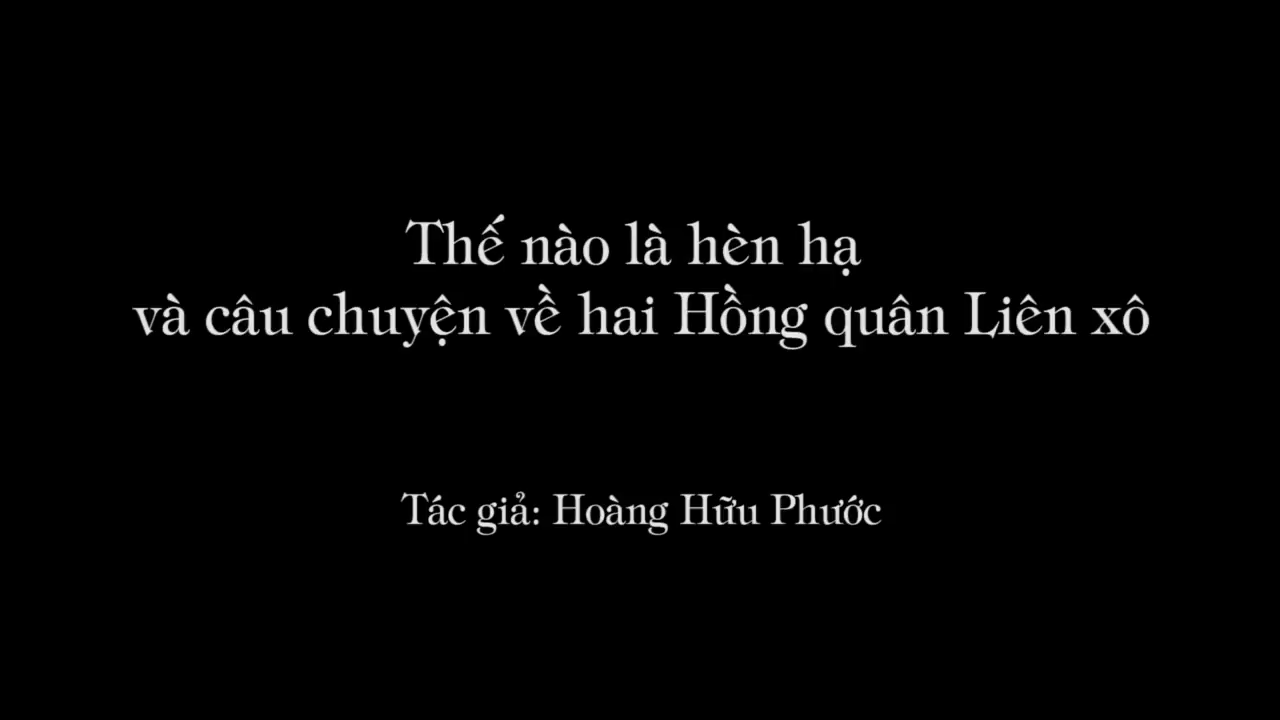 Thế nào là hèn hạ
và câu chuyện về hai Hồng quân Liên xô
Tác giả: Hoàng Hữu Phước